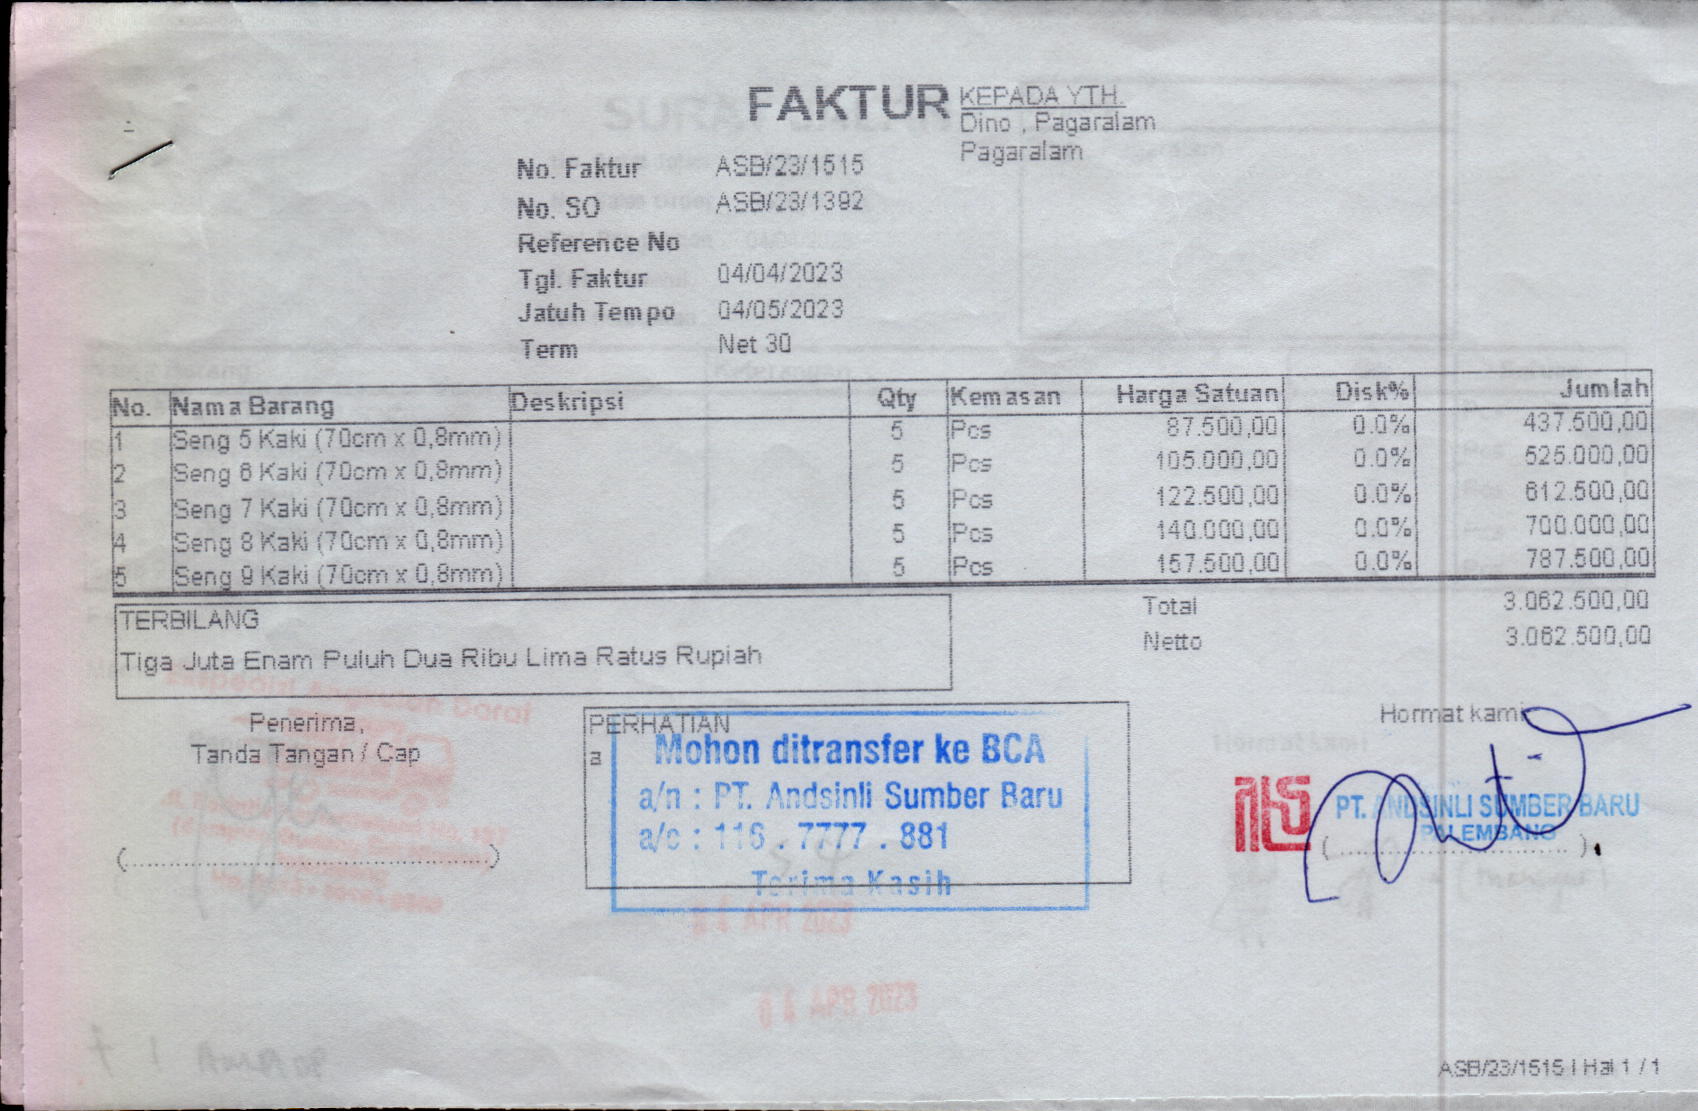 FAKTUR
KEPADA YTH.
Dino , Pagaralam
Pagaralam
No. Faktur ASB/23/1515
No. SO ASB/23/1392
Reference No
Tgl. Faktur 04/04/2023
Jatuh Tempo 04/05/2023
Term Net 30
No. Nama Barang Deskripsi Qty Kemasan Harga Satuan Disk% Jumlah
1 Seng 5 Kaki (70cm x 0,8mm) 5 Pcs 87.500,00 0.0% 437.500,00
2 Seng 6 Kaki (70cm x 0,8mm) 5 Pcs 105.000,00 0.0% 525.000,00
3 Seng 7 Kaki (70cm x 0,8mm) 5 Pcs 122.500,00 0.0% 612.500,00
4 Seng 8 Kaki (70cm x 0,8mm) 5 Pcs 140.000,00 0.0% 700.000,00
5 Seng 9 Kaki (70cm x 0,8mm) 5 Pcs 157.500,00 0.0% 787.500,00
Total 3.062.500,00
Netto 3.062.500,00
TERBILANG
Tiga Juta Enam Puluh Dua Ribu Lima Ratus Rupiah
Penerima,
Tanda Tangan / Cap
(...............................................)
PERHATIAN
a
Mohon ditransfer ke BCA
a/n : PT. Andsinli Sumber Baru
a/c : 116 . 7777 . 881
Terima Kasih
04 APR 2023
04 APR 2023
Hormat kami
PT. ANDSINLI SUMBER BARU
PALEMBANG
(..............................)
ASB/23/1515 | Hal 1 / 1